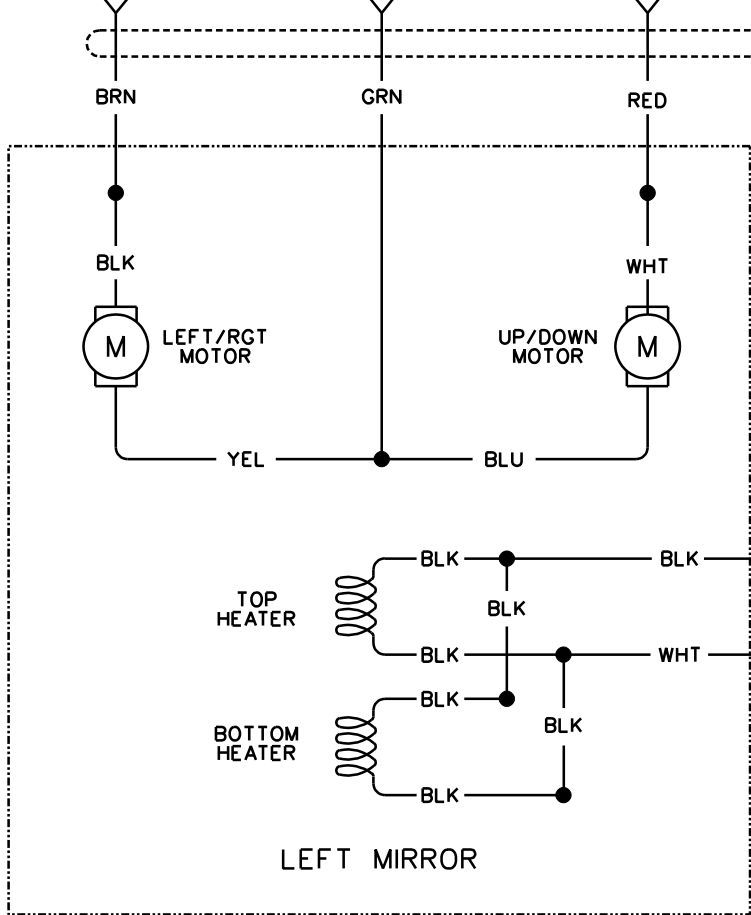 BRN
GRN
RED
BLK
WHT
M
LEFT/RGT
MOTOR
UP/DOWN
MOTOR
M
YEL
BLU
BLK
BLK
TOP
HEATER
BLK
BLK
WHT
BLK
BLK
BOTTOM
HEATER
BLK
LEFT MIRROR